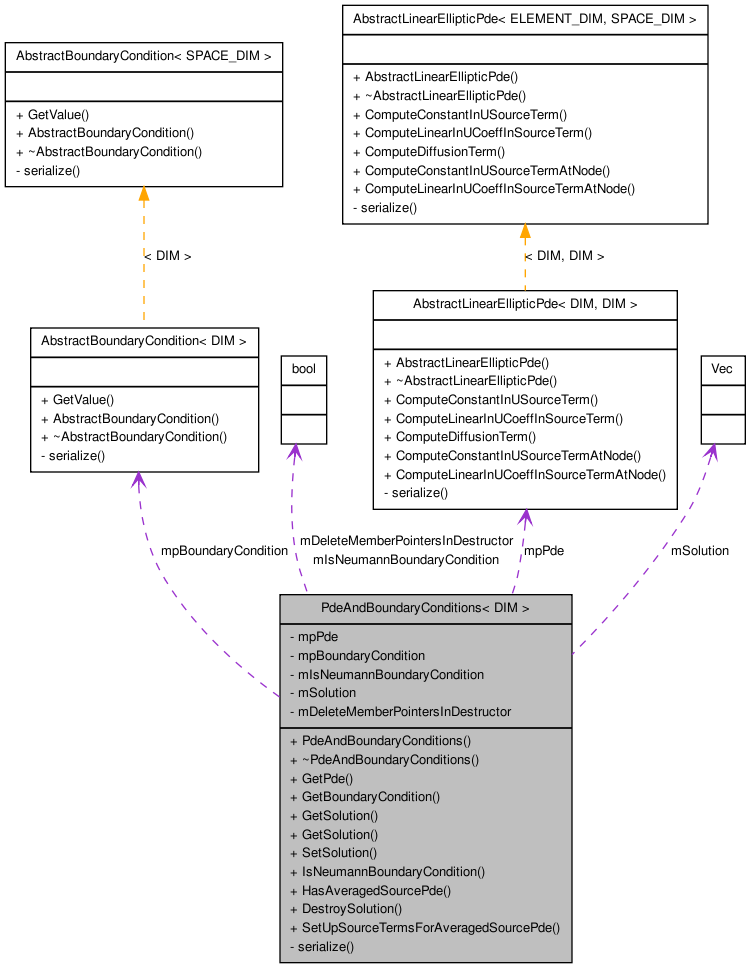 AbstractLinearEllipticPde< ELEMENT_DIM, SPACE_DIM >
+ AbstractLinearEllipticPde()
+ ~AbstractLinearEllipticPde()
+ ComputeConstantInUSourceTerm()
+ ComputeLinearInUCoeffInSourceTerm()
+ ComputeDiffusionTerm()
+ ComputeConstantInUSourceTermAtNode()
+ ComputeLinearInUCoeffInSourceTermAtNode()
- serialize()
AbstractBoundaryCondition< SPACE_DIM >
+ GetValue()
+ AbstractBoundaryCondition()
+ ~AbstractBoundaryCondition()
- serialize()
< DIM >
< DIM, DIM >
AbstractBoundaryCondition< DIM >
+ GetValue()
+ AbstractBoundaryCondition()
+ ~AbstractBoundaryCondition()
- serialize()
bool
AbstractLinearEllipticPde< DIM, DIM >
+ AbstractLinearEllipticPde()
+ ~AbstractLinearEllipticPde()
+ ComputeConstantInUSourceTerm()
+ ComputeLinearInUCoeffInSourceTerm()
+ ComputeDiffusionTerm()
+ ComputeConstantInUSourceTermAtNode()
+ ComputeLinearInUCoeffInSourceTermAtNode()
- serialize()
Vec
mpBoundaryCondition
mDeleteMemberPointersInDestructor
mIsNeumannBoundaryCondition
mpPde
mSolution
PdeAndBoundaryConditions< DIM >
- mpPde
- mpBoundaryCondition
- mIsNeumannBoundaryCondition
- mSolution
- mDeleteMemberPointersInDestructor
+ PdeAndBoundaryConditions()
+ ~PdeAndBoundaryConditions()
+ GetPde()
+ GetBoundaryCondition()
+ GetSolution()
+ GetSolution()
+ SetSolution()
+ IsNeumannBoundaryCondition()
+ HasAveragedSourcePde()
+ DestroySolution()
+ SetUpSourceTermsForAveragedSourcePde()
- serialize()